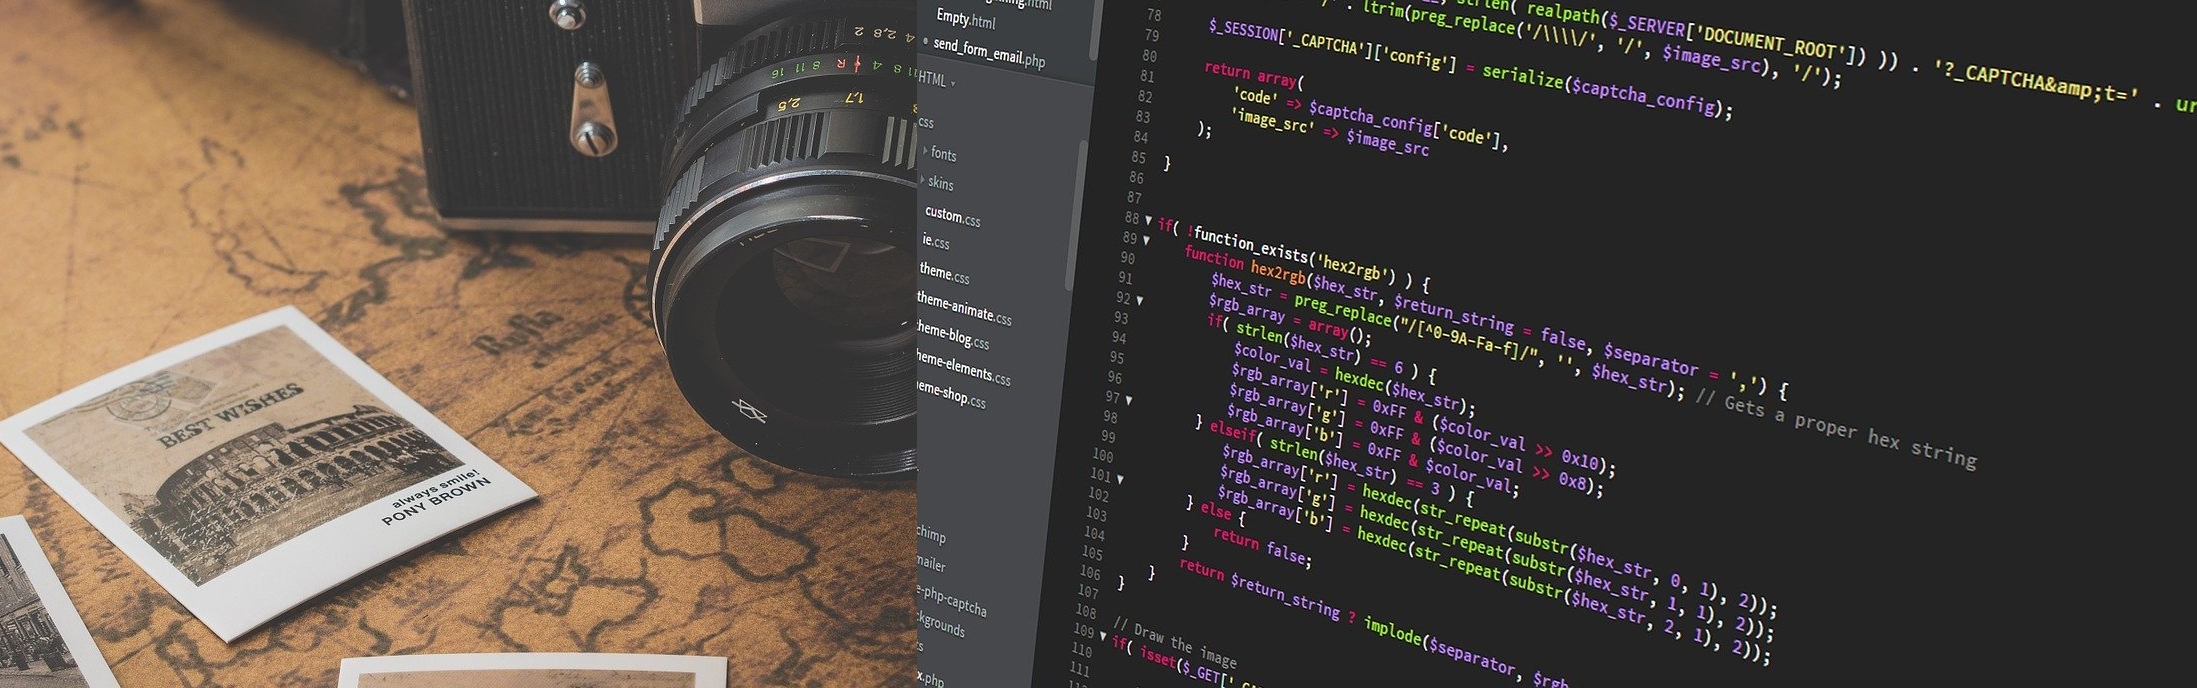 2 2,8 4
16 11 8 R 4 8 11
2,5 1,7
Rufsia
BEST WISHES
always smile!
PONY BROWN
Empty.html
send_form_email.php
HTML
css
fonts
skins
custom.css
ie.css
theme.css
theme-animate.css
heme-blog.css
heme-elements.css
eme-shop.css
chimp
mailer
e-php-captcha
ckgrounds
x.php
78 strlen( realpath($_SERVER['DOCUMENT_ROOT']) )) . '?_CAPTCHA&amp;t=' . ur
79 ltrim(preg_replace('/\\\\/', '/', $image_src), '/');
80 $_SESSION['_CAPTCHA']['config'] = serialize($captcha_config);
81 return array(
82 'code' => $captcha_config['code'],
83 'image_src' => $image_src
84 );
85 }
86
87
88 if( !function_exists('hex2rgb') ) {
89 function hex2rgb($hex_str, $return_string = false, $separator = ',') {
90 $hex_str = preg_replace("/[^0-9A-Fa-f]/", '', $hex_str); // Gets a proper hex string
91 $rgb_array = array();
92 if( strlen($hex_str) == 6 ) {
93 $color_val = hexdec($hex_str);
94 $rgb_array['r'] = 0xFF & ($color_val >> 0x10);
95 $rgb_array['g'] = 0xFF & ($color_val >> 0x8);
96 $rgb_array['b'] = 0xFF & $color_val;
97 } elseif( strlen($hex_str) == 3 ) {
98 $rgb_array['r'] = hexdec(str_repeat(substr($hex_str, 0, 1), 2));
99 $rgb_array['g'] = hexdec(str_repeat(substr($hex_str, 1, 1), 2));
100 $rgb_array['b'] = hexdec(str_repeat(substr($hex_str, 2, 1), 2));
101 } else {
102 return false;
103 }
104 }
105 return $return_string ? implode($separator, $rgb
106 }
107
108 // Draw the image
109 if( isset($_GET['
110
111